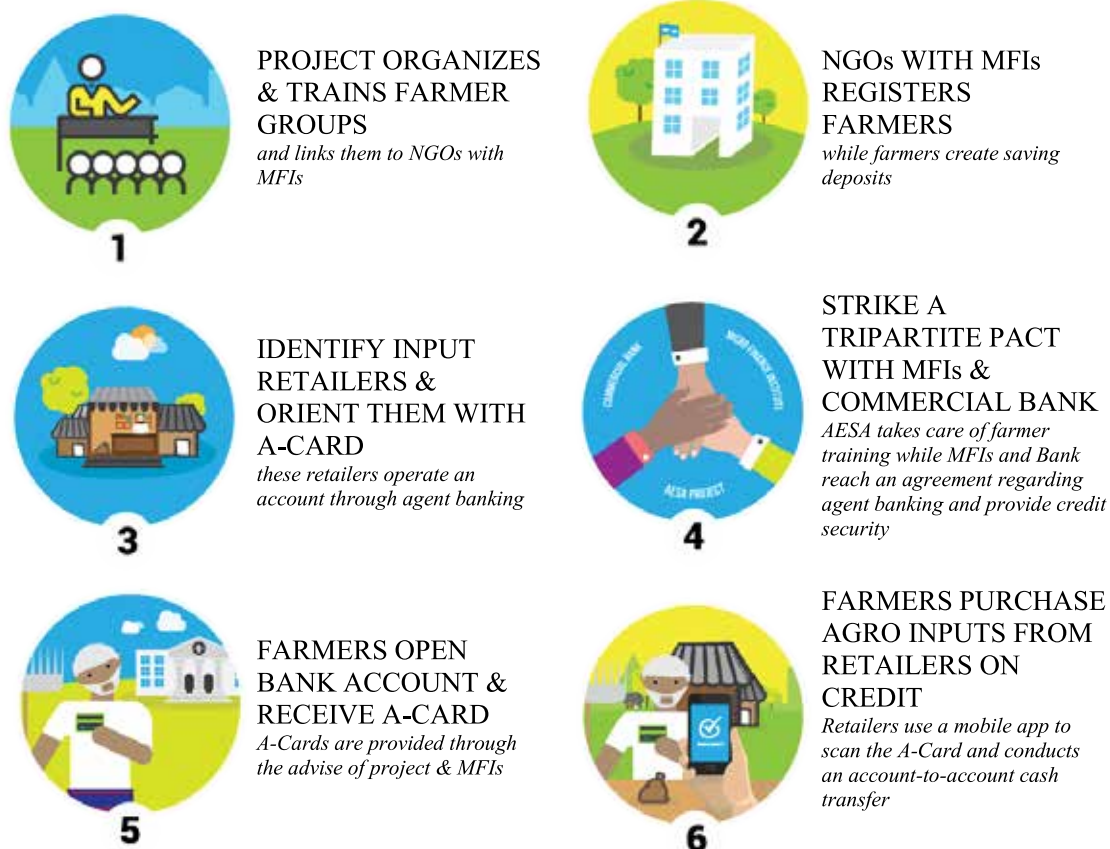 PROJECT ORGANIZES
& TRAINS FARMER
GROUPS
and links them to NGOs with
MFIs
1
NGOs WITH MFIs
REGISTERS
FARMERS
while farmers create saving
deposits
2
IDENTIFY INPUT
RETAILERS &
ORIENT THEM WITH
A-CARD
these retailers operate an
account through agent banking
3
STRIKE A
TRIPARTITE PACT
WITH MFIs &
COMMERCIAL BANK
AESA takes care of farmer
training while MFIs and Bank
reach an agreement regarding
agent banking and provide credit
security
COMMERCIAL BANK
MICRO FINANCE INSTITUTE
AESA PROJECT
4
FARMERS OPEN
BANK ACCOUNT &
RECEIVE A-CARD
A-Cards are provided through
the advise of project & MFIs
5
FARMERS PURCHASE
AGRO INPUTS FROM
RETAILERS ON
CREDIT
Retailers use a mobile app to
scan the A-Card and conducts
an account-to-account cash
transfer
6